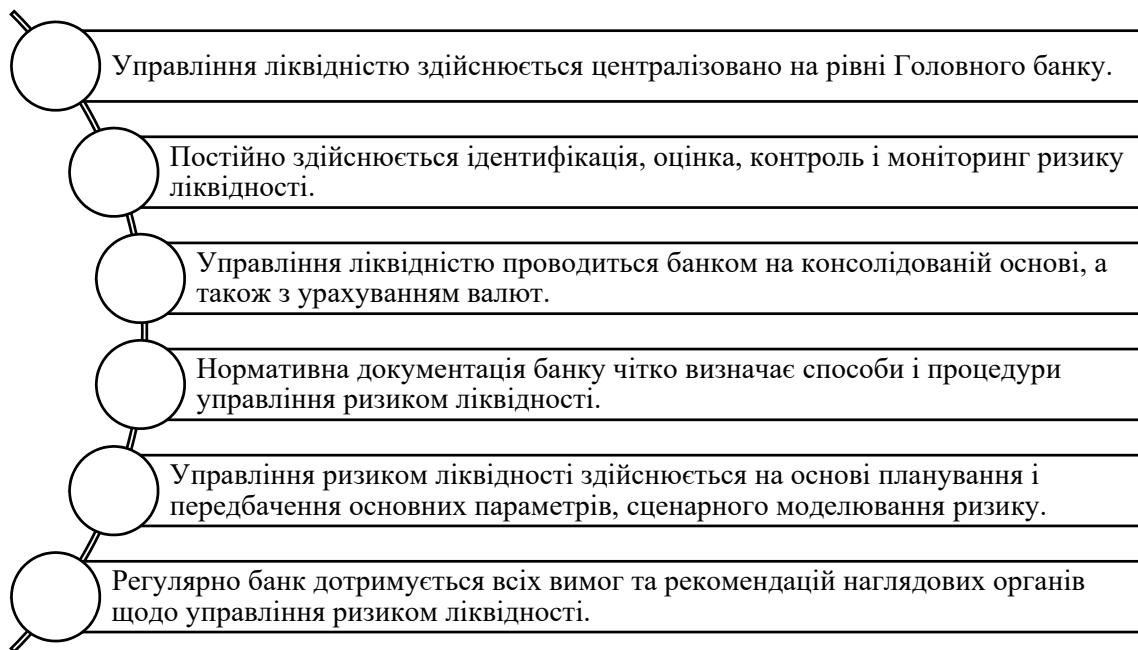 Управління ліквідністю здійснюється централізовано на рівні Головного банку.
Постійно здійснюється ідентифікація, оцінка, контроль і моніторинг ризику
ліквідності.
Управління ліквідністю проводиться банком на консолідованій основі, а
також з урахуванням валют.
Нормативна документація банку чітко визначає способи і процедури
управління ризиком ліквідності.
Управління ризиком ліквідності здійснюється на основі планування і
передбачення основних параметрів, сценарного моделювання ризику.
Регулярно банк дотримується всіх вимог та рекомендацій наглядових органів
щодо управління ризиком ліквідності.